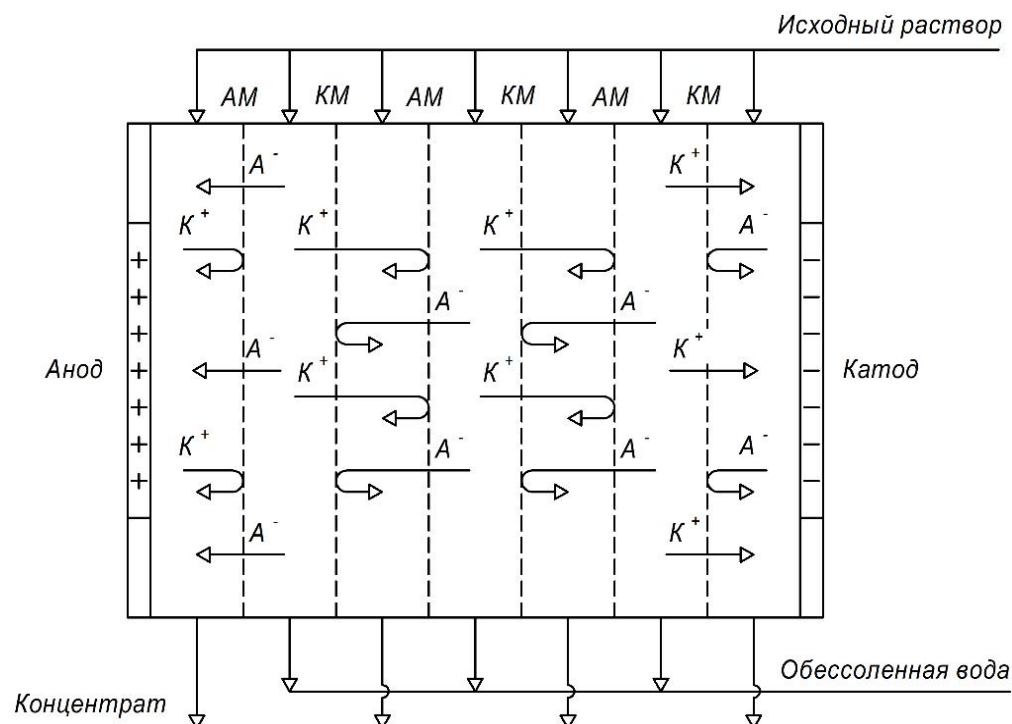 Исходный раствор
АМ КМ АМ КМ АМ КМ
А⁻ К⁺
К⁺ К⁺ К⁺ А⁻
+ −
+ А⁻ А⁻ −
+ −
Анод + А⁻ К⁺ К⁺ К⁺ − Катод
+ −
К⁺ + А⁻ А⁻ А⁻ −
+ −
А⁻ К⁺
Обессоленная вода
Концентрат